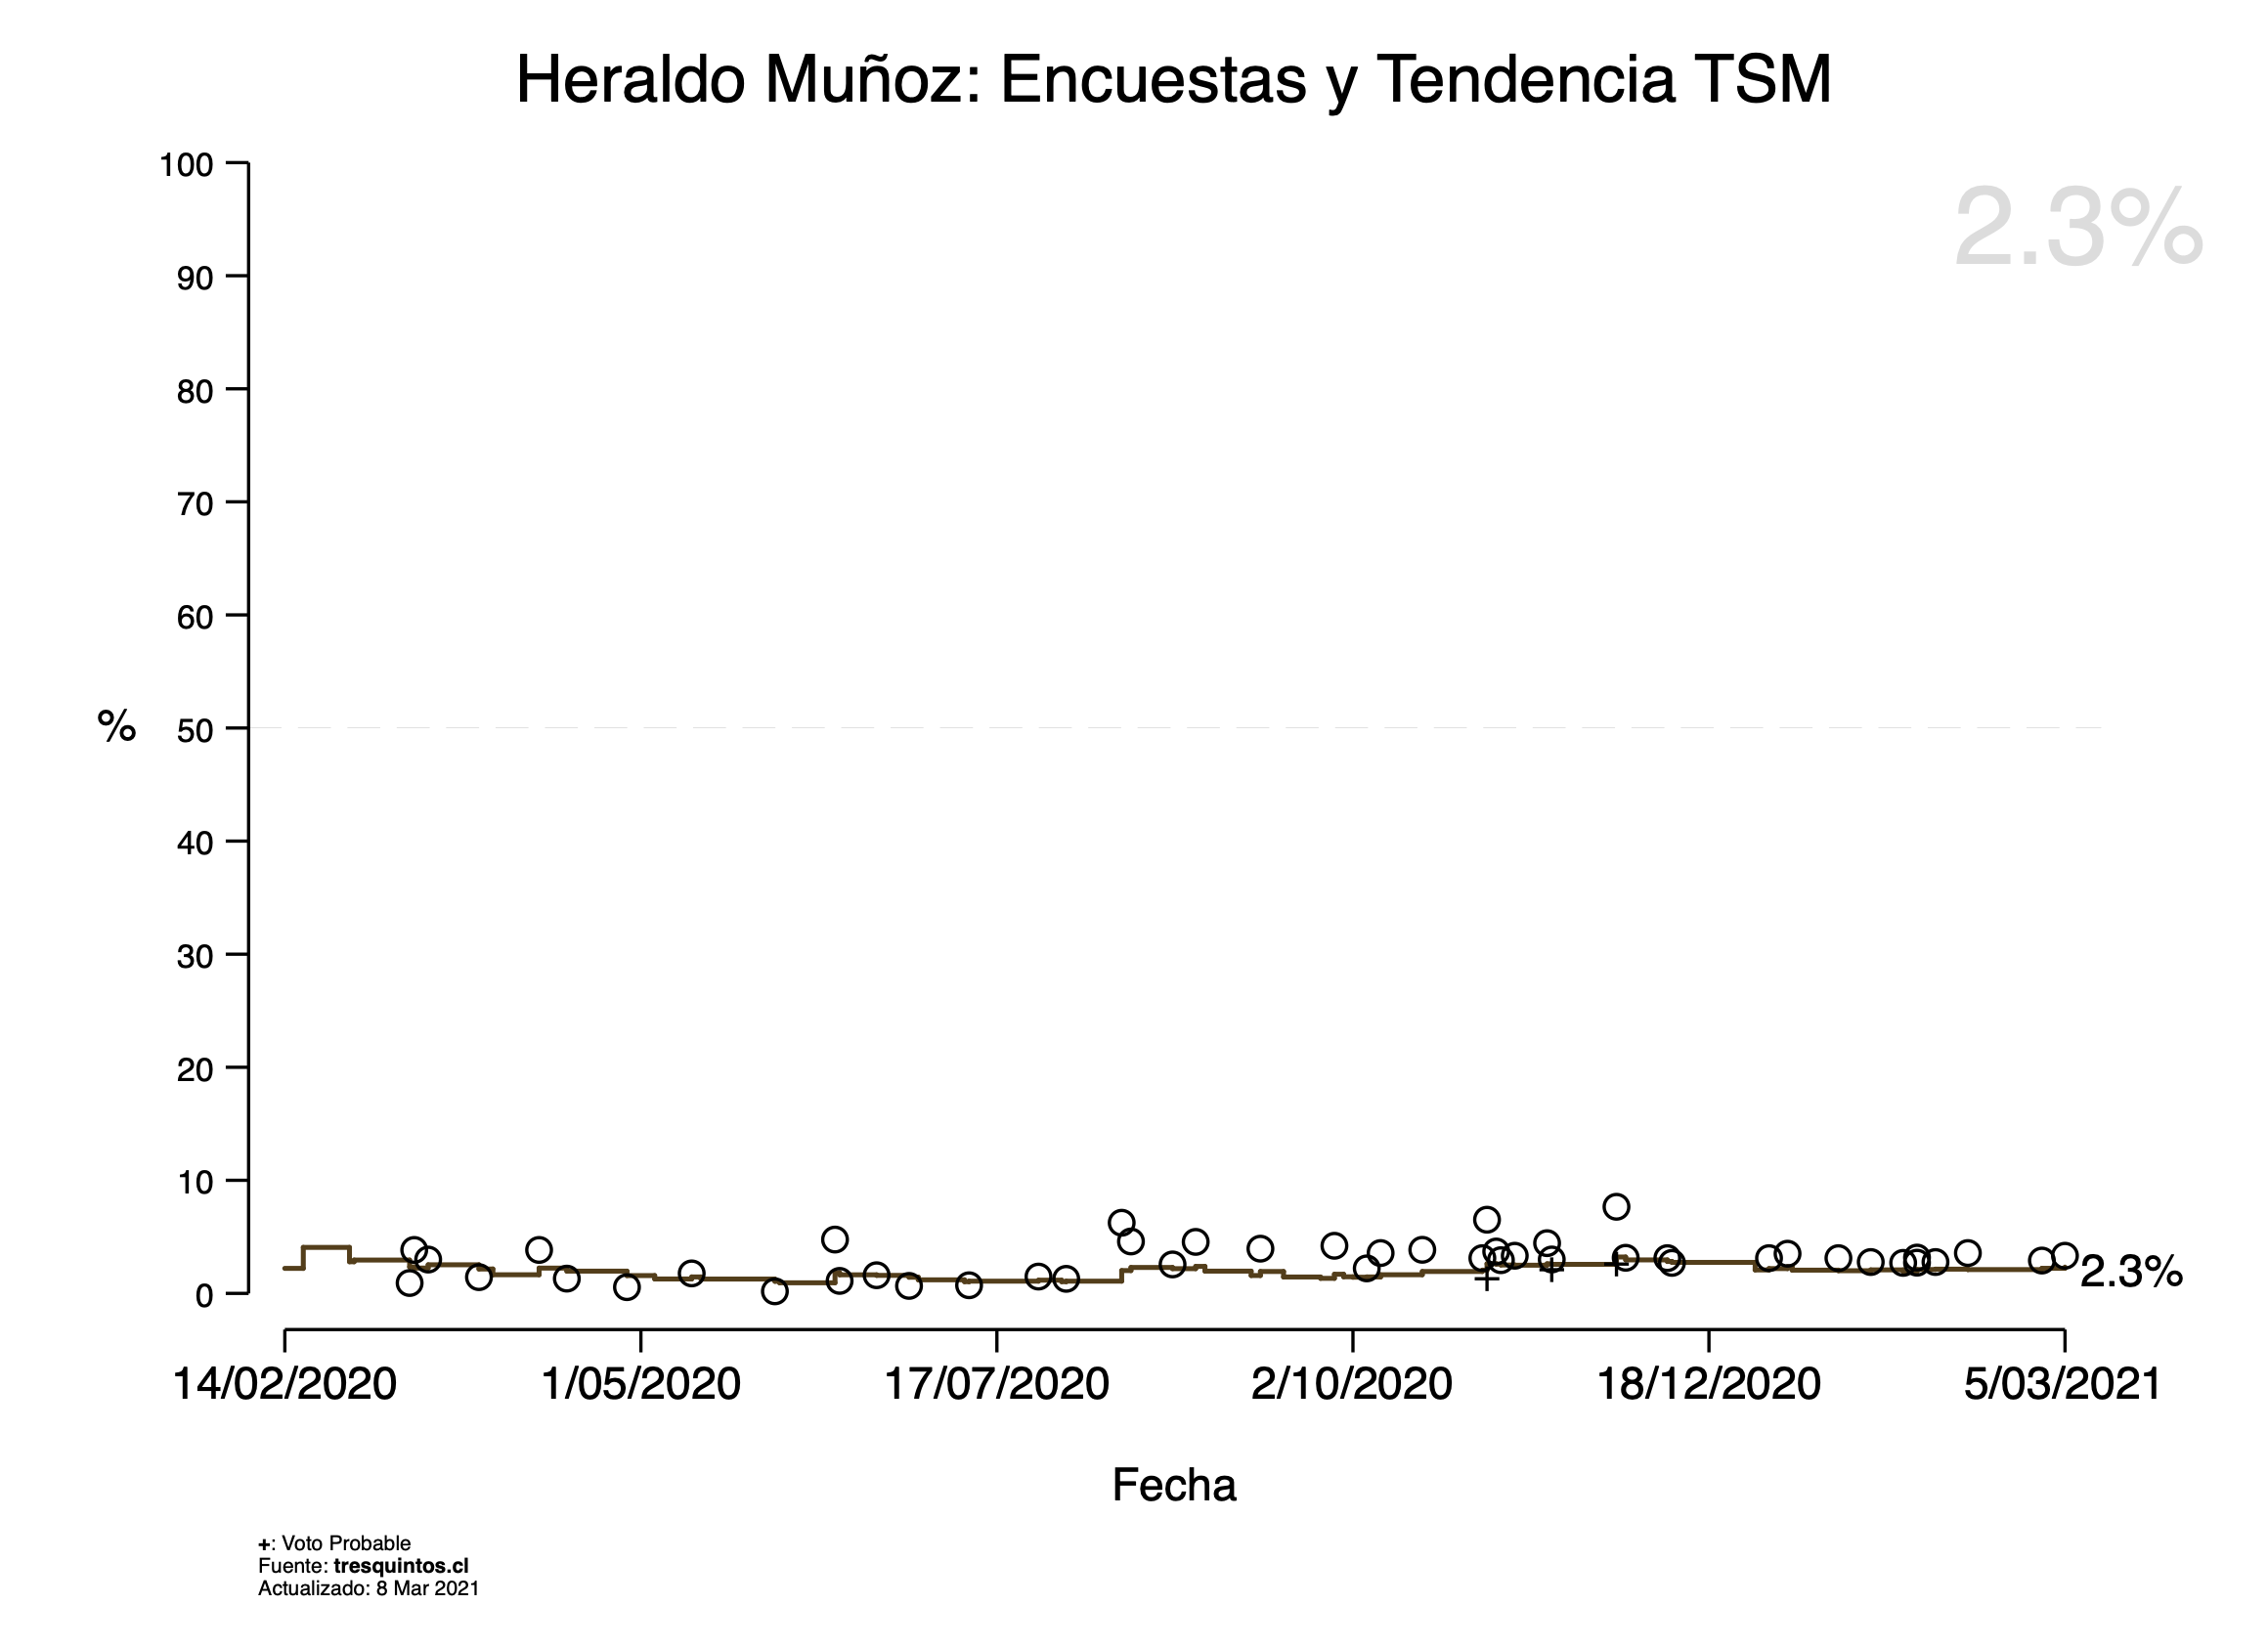 Heraldo Muñoz: Encuestas y Tendencia TSM
2.3%
100
90
80
70
60
% 50
40
30
20
10
0
2.3%
14/02/2020 1/05/2020 17/07/2020 2/10/2020 18/12/2020 5/03/2021
Fecha
+: Voto Probable
Fuente: tresquintos.cl
Actualizado: 8 Mar 2021